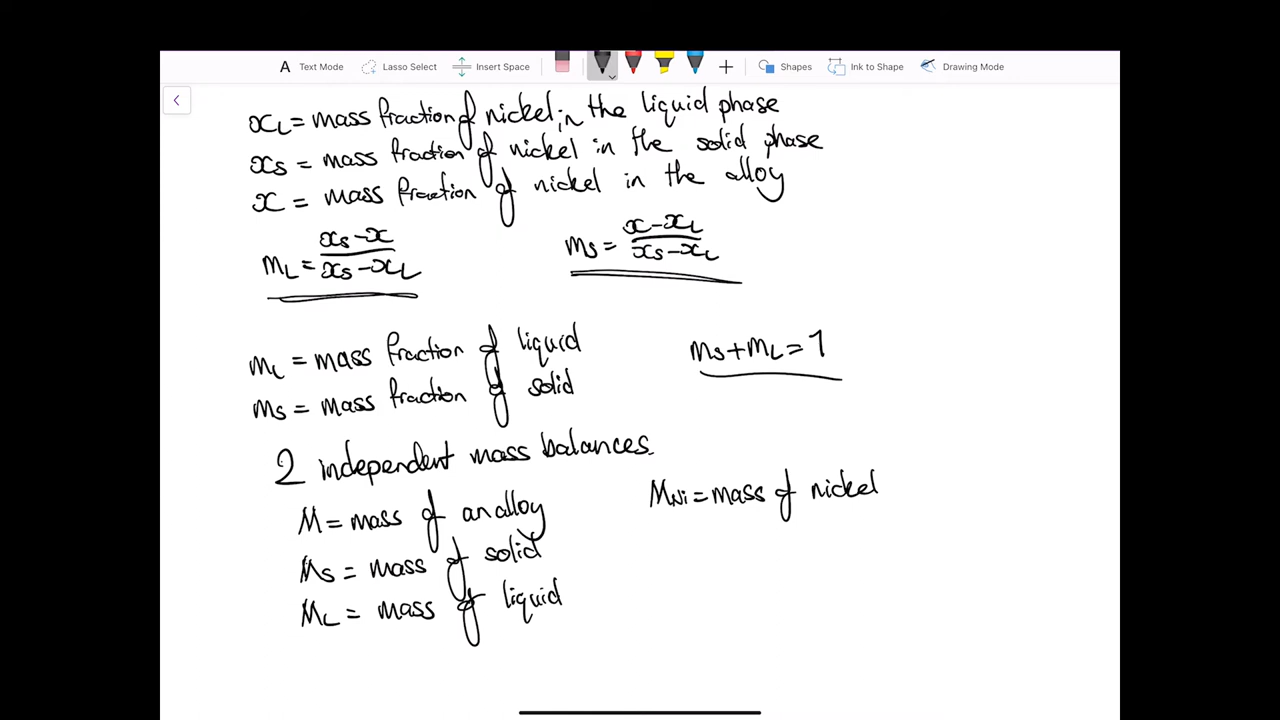 Text Mode Lasso Select Insert Space Shapes Ink to Shape Drawing Mode
xL = mass fraction of nickel in the liquid phase
xs = mass fraction of nickel in the solid phase
x = mass fraction of nickel in the alloy
mL = (xs - x) / (xs - xL) ms = (x - xL) / (xs - xL)
mL = mass fraction of liquid ms + mL = 1
ms = mass fraction of solid
2 independent mass balances.
M = mass of an alloy MNi = mass of nickel
Ms = mass of solid
ML = mass of liquid